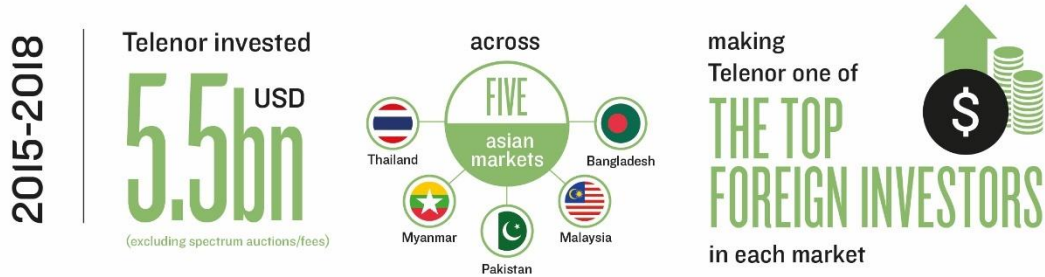 2015-2018
Telenor invested
5.5bn USD
(excluding spectrum auctions/fees)
across
FIVE
asian
markets
Thailand
Bangladesh
Myanmar
Malaysia
Pakistan
making
Telenor one of
THE TOP
FOREIGN INVESTORS
in each market
$